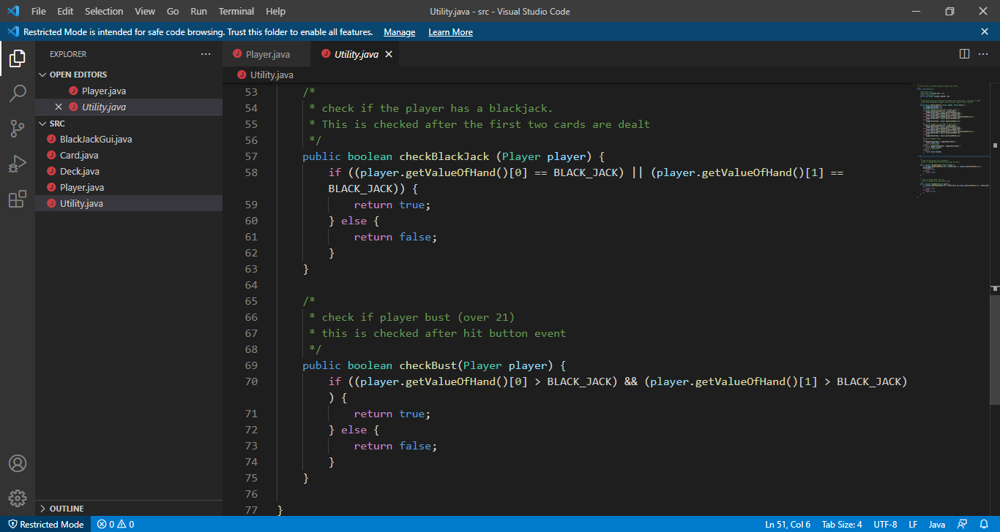 File Edit Selection View Go Run Terminal Help Utility.java - src - Visual Studio Code
Restricted Mode is intended for safe code browsing. Trust this folder to enable all features. Manage Learn More
EXPLORER
OPEN EDITORS
Player.java
Utility.java
SRC
BlackJackGui.java
Card.java
Deck.java
Player.java
Utility.java
OUTLINE
Player.java Utility.java
Utility.java
53 /*
54 * check if the player has a blackjack.
55 * This is checked after the first two cards are dealt
56 */
57 public boolean checkBlackJack (Player player) {
58 if ((player.getValueOfHand()[0] == BLACK_JACK) || (player.getValueOfHand()[1] ==
BLACK_JACK)) {
59 return true;
60 } else {
61 return false;
62 }
63 }
64
65 /*
66 * check if player bust (over 21)
67 * this is checked after hit button event
68 */
69 public boolean checkBust(Player player) {
70 if ((player.getValueOfHand()[0] > BLACK_JACK) && (player.getValueOfHand()[1] > BLACK_JACK)
) {
71 return true;
72 } else {
73 return false;
74 }
75 }
76
77 }
Restricted Mode 0 0 Ln 51, Col 6 Tab Size: 4 UTF-8 LF Java